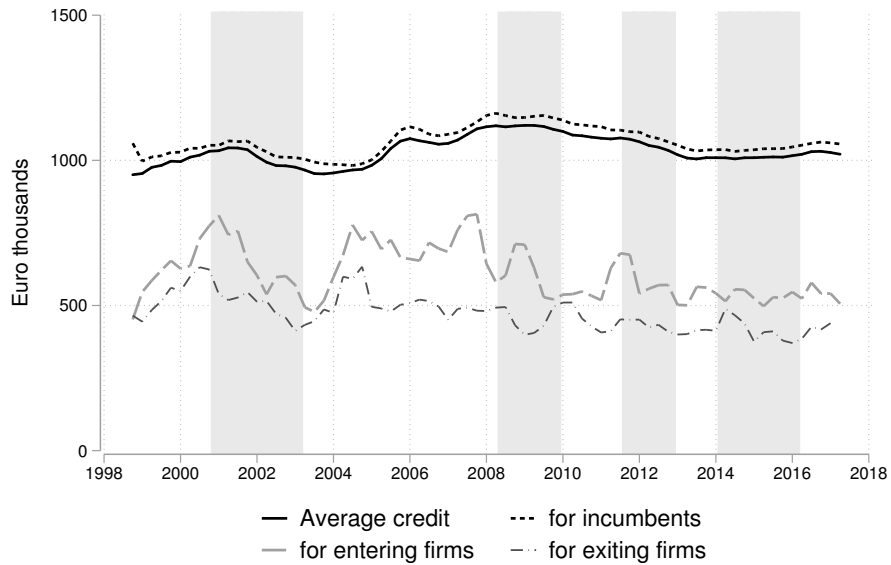 1500
1000
500
0
Euro thousands
1998 2000 2002 2004 2006 2008 2010 2012 2014 2016 2018
Average credit for incumbents
for entering firms for exiting firms